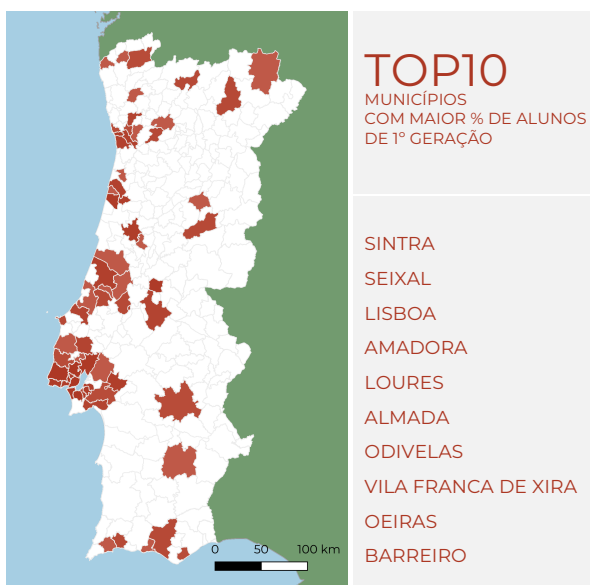 TOP10
MUNICÍPIOS
COM MAIOR % DE ALUNOS
DE 1º GERAÇÃO
SINTRA
SEIXAL
LISBOA
AMADORA
LOURES
ALMADA
ODIVELAS
VILA FRANCA DE XIRA
OEIRAS
BARREIRO
0 50 100 km